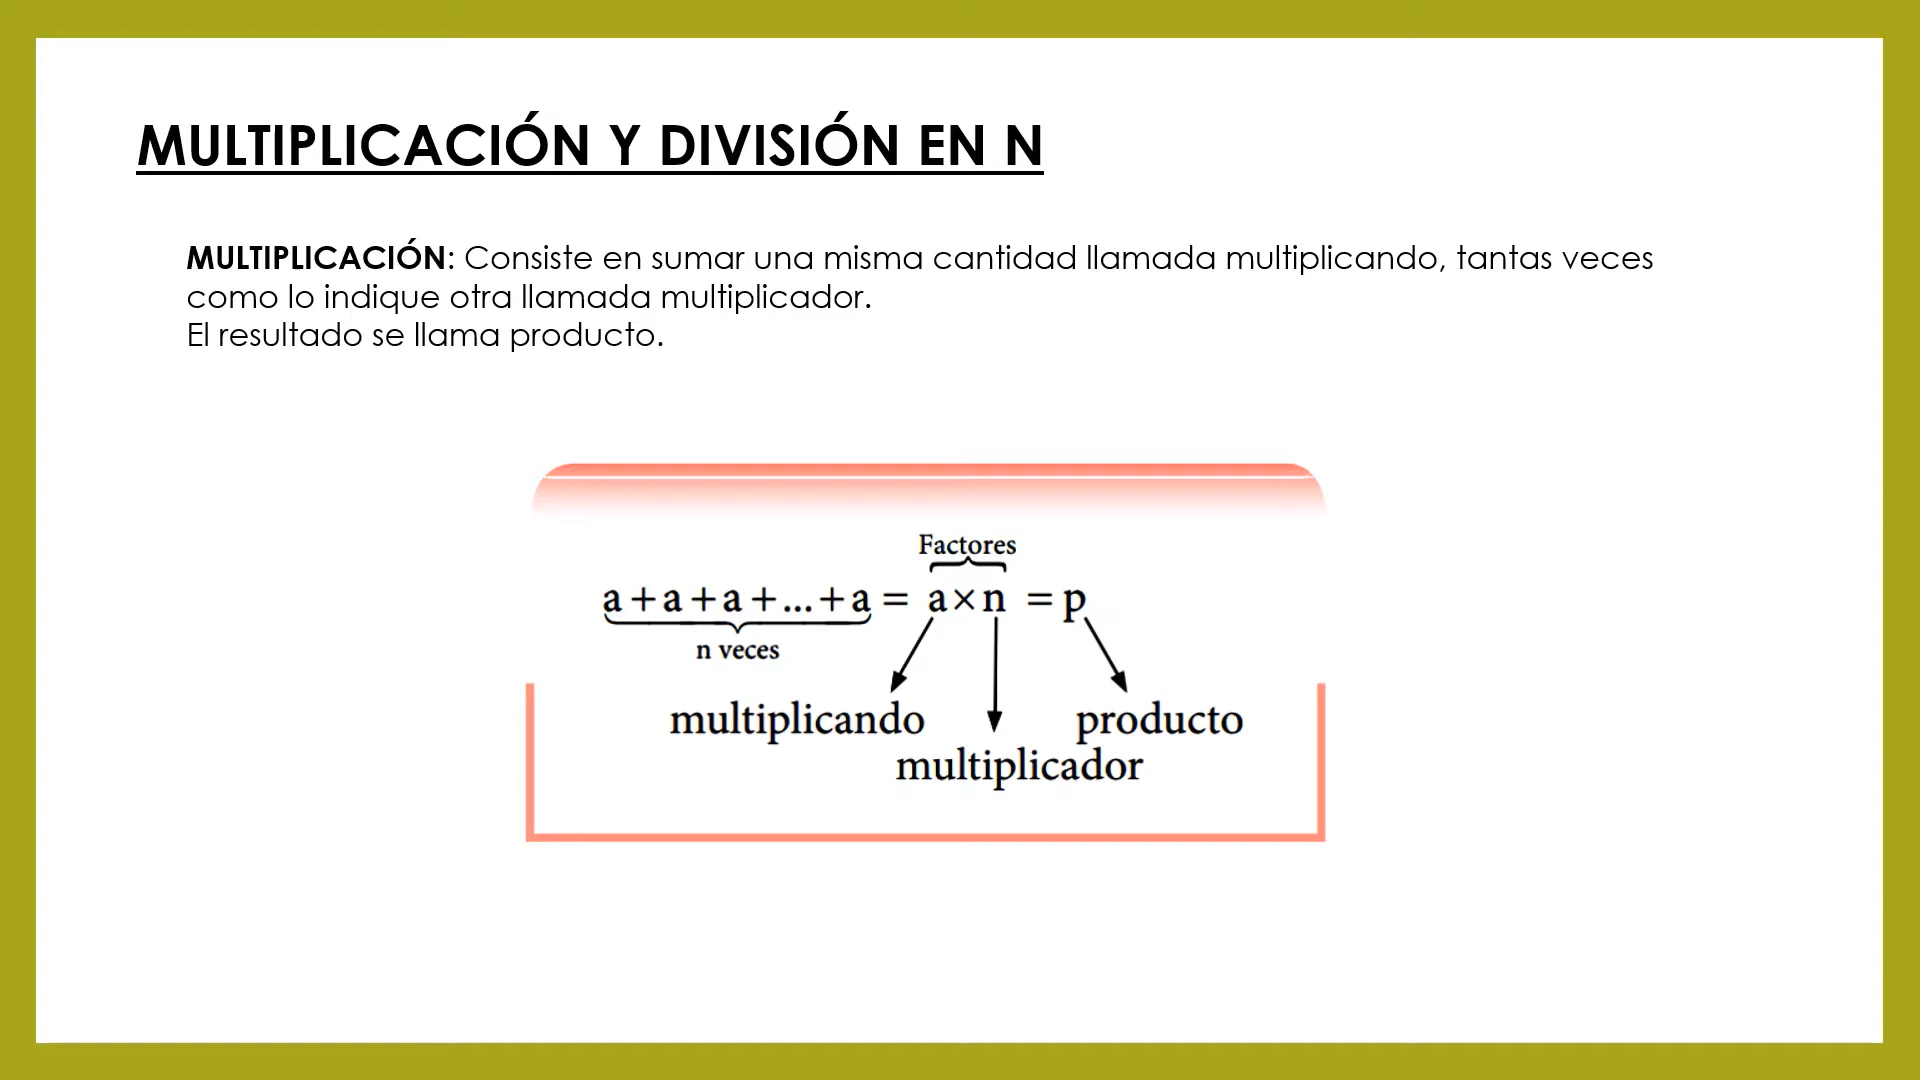 MULTIPLICACIÓN Y DIVISIÓN EN N
MULTIPLICACIÓN: Consiste en sumar una misma cantidad llamada multiplicando, tantas veces
como lo indique otra llamada multiplicador.
El resultado se llama producto.
Factores
a+a+a+...+a = a×n = p
n veces
multiplicando
producto
multiplicador